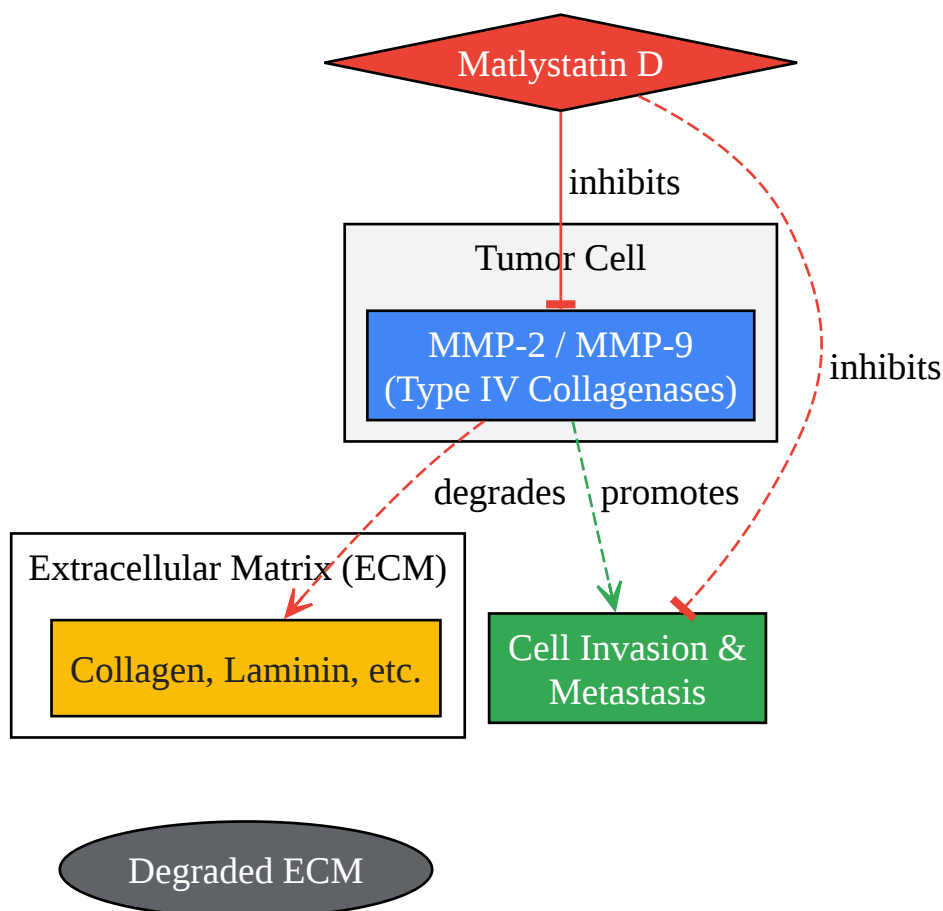 Matlystatin D
inhibits
Tumor Cell
MMP-2 / MMP-9
(Type IV Collagenases)
inhibits
degrades
promotes
Extracellular Matrix (ECM)
Collagen, Laminin, etc.
Cell Invasion &
Metastasis
Degraded ECM